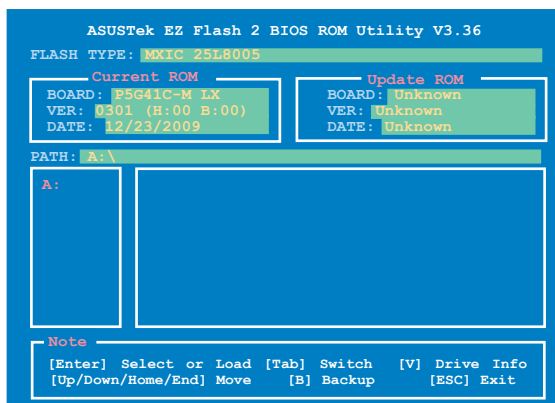 ASUSTek EZ Flash 2 BIOS ROM Utility V3.36
FLASH TYPE: MXIC 25L8005
Current ROM
BOARD: P5G41C-M LX
VER: 0301 (H:00 B:00)
DATE: 12/23/2009
Update ROM
BOARD: Unknown
VER: Unknown
DATE: Unknown
PATH: A:\
A:
Note
[Enter] Select or Load [Tab] Switch [V] Drive Info
[Up/Down/Home/End] Move [B] Backup [ESC] Exit